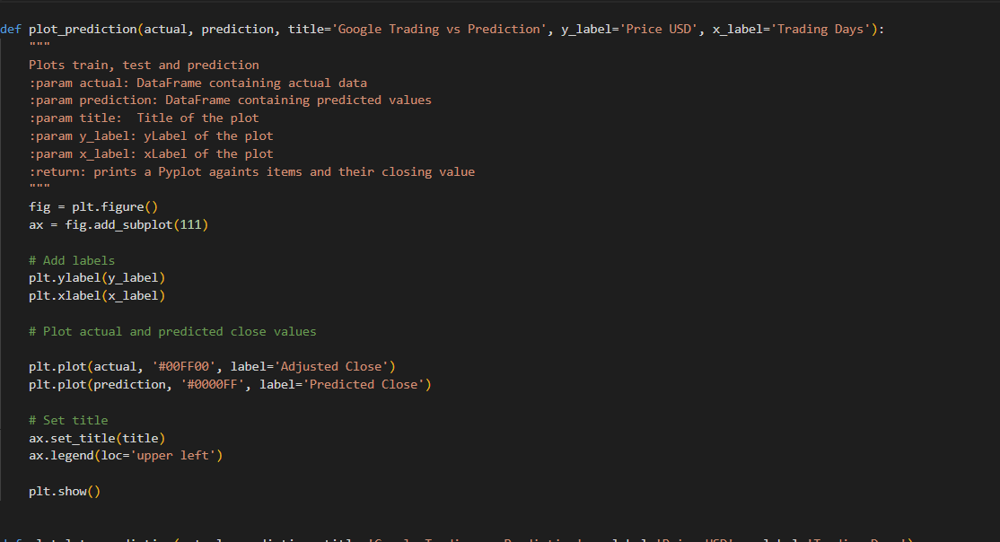 def plot_prediction(actual, prediction, title='Google Trading vs Prediction', y_label='Price USD', x_label='Trading Days'):
    """
    Plots train, test and prediction
    :param actual: DataFrame containing actual data
    :param prediction: DataFrame containing predicted values
    :param title:  Title of the plot
    :param y_label: yLabel of the plot
    :param x_label: xLabel of the plot
    :return: prints a Pyplot againts items and their closing value
    """
    fig = plt.figure()
    ax = fig.add_subplot(111)

    # Add labels
    plt.ylabel(y_label)
    plt.xlabel(x_label)

    # Plot actual and predicted close values

    plt.plot(actual, '#00FF00', label='Adjusted Close')
    plt.plot(prediction, '#0000FF', label='Predicted Close')

    # Set title
    ax.set_title(title)
    ax.legend(loc='upper left')

    plt.show()